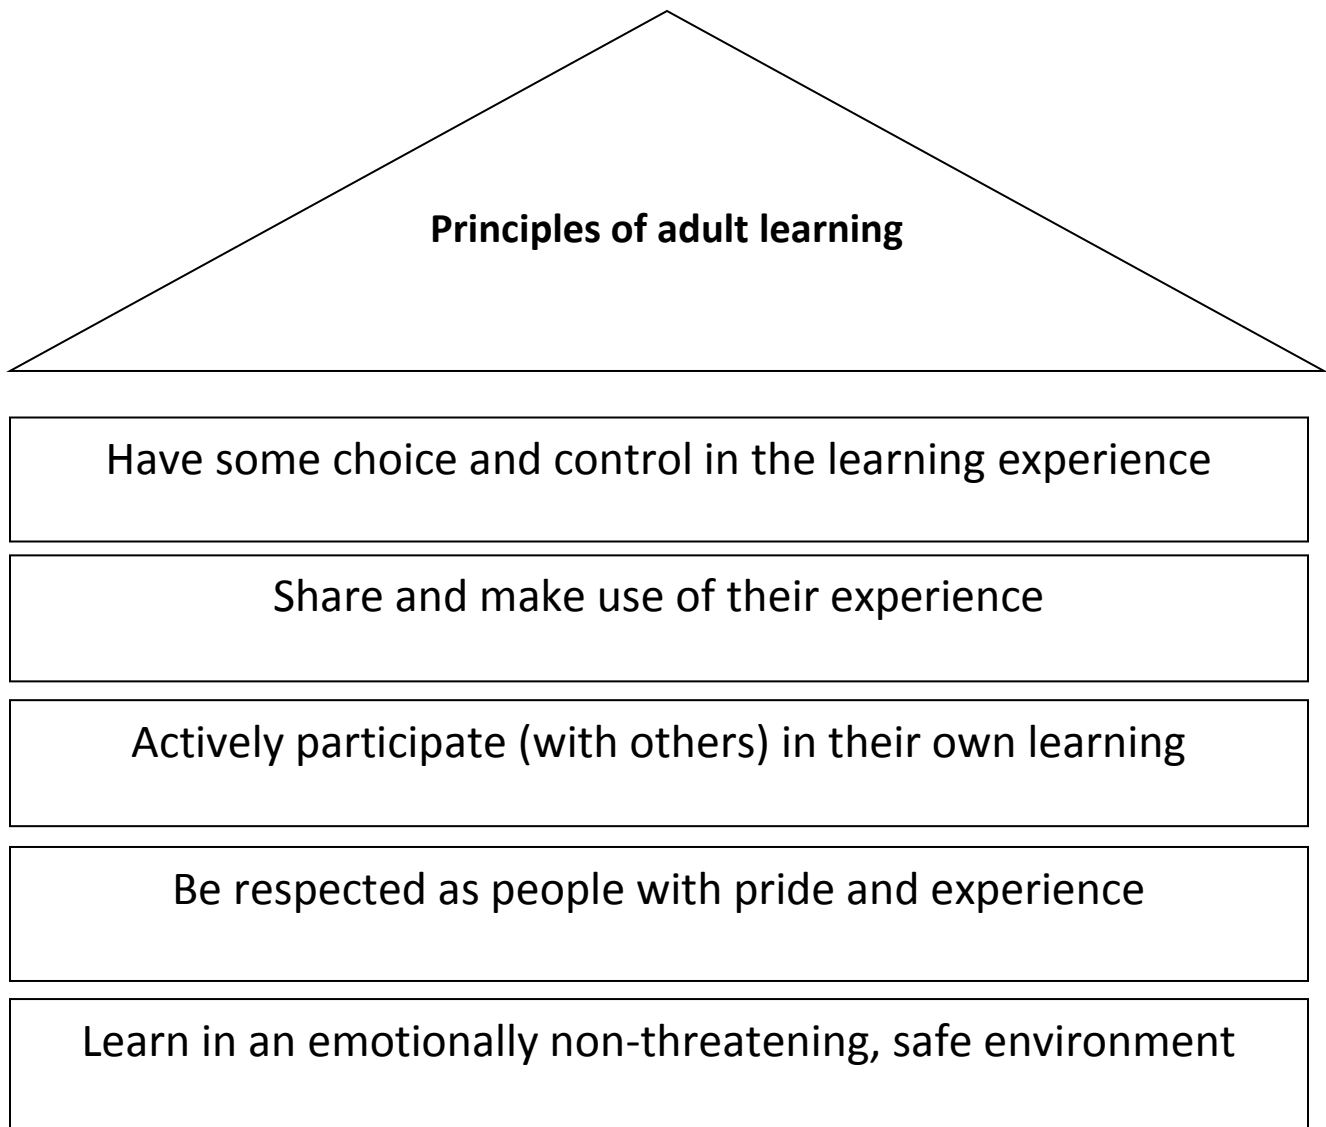 Principles of adult learning
Have some choice and control in the learning experience
Share and make use of their experience
Actively participate (with others) in their own learning
Be respected as people with pride and experience
Learn in an emotionally non-threatening, safe environment